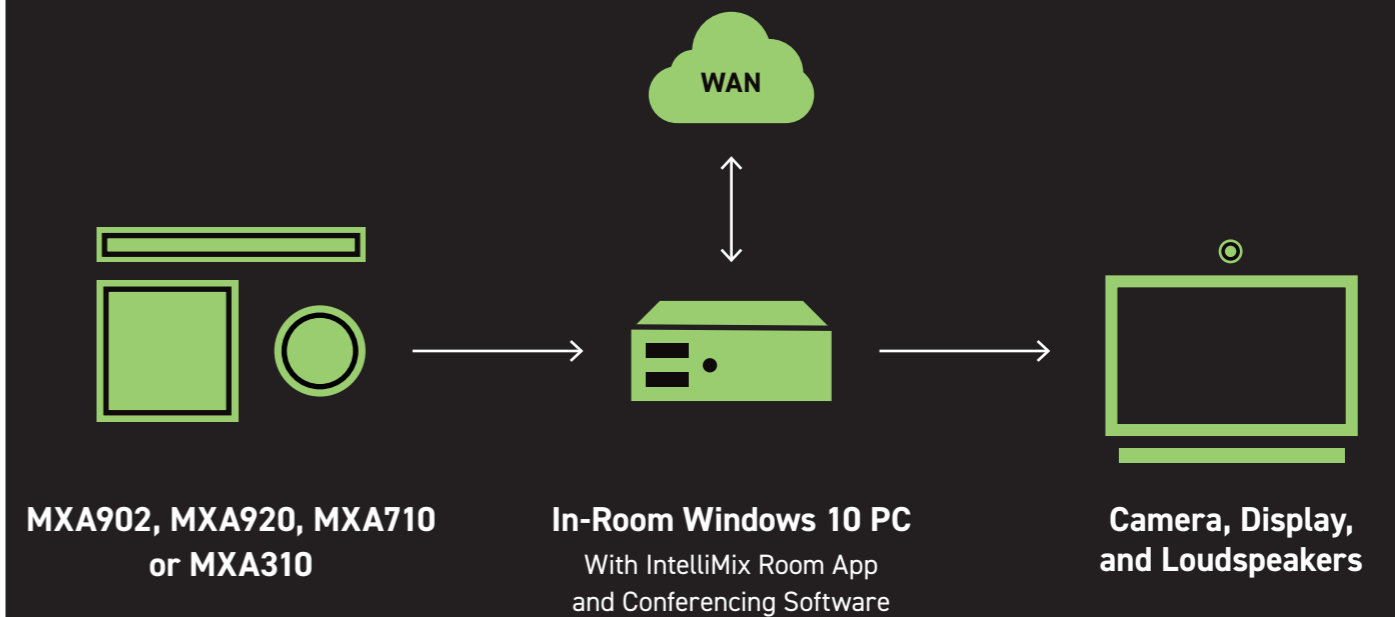 WAN
MXA902, MXA920, MXA710
or MXA310
In-Room Windows 10 PC
With IntelliMix Room App
and Conferencing Software
Camera, Display,
and Loudspeakers